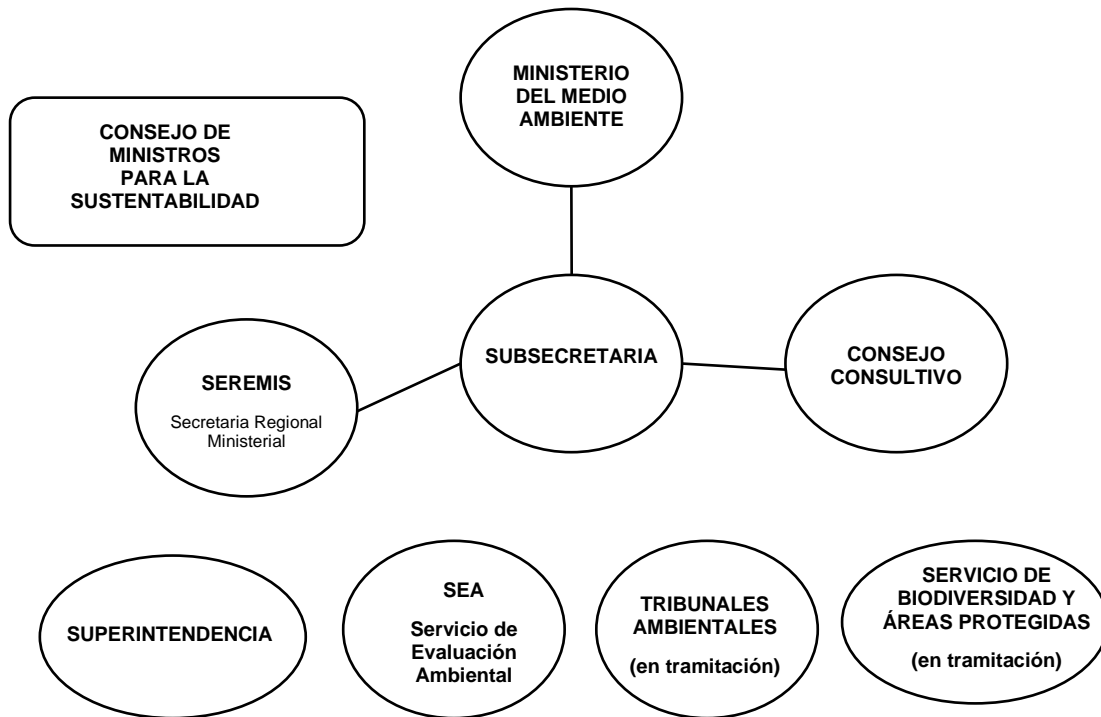 MINISTERIO
DEL MEDIO
AMBIENTE
CONSEJO DE
MINISTROS
PARA LA
SUSTENTABILIDAD
SUBSECRETARIA
CONSEJO
CONSULTIVO
SEREMIS
Secretaria Regional
Ministerial
SUPERINTENDENCIA
SEA
Servicio de
Evaluación
Ambiental
TRIBUNALES
AMBIENTALES
(en tramitación)
SERVICIO DE
BIODIVERSIDAD Y
ÁREAS PROTEGIDAS
(en tramitación)